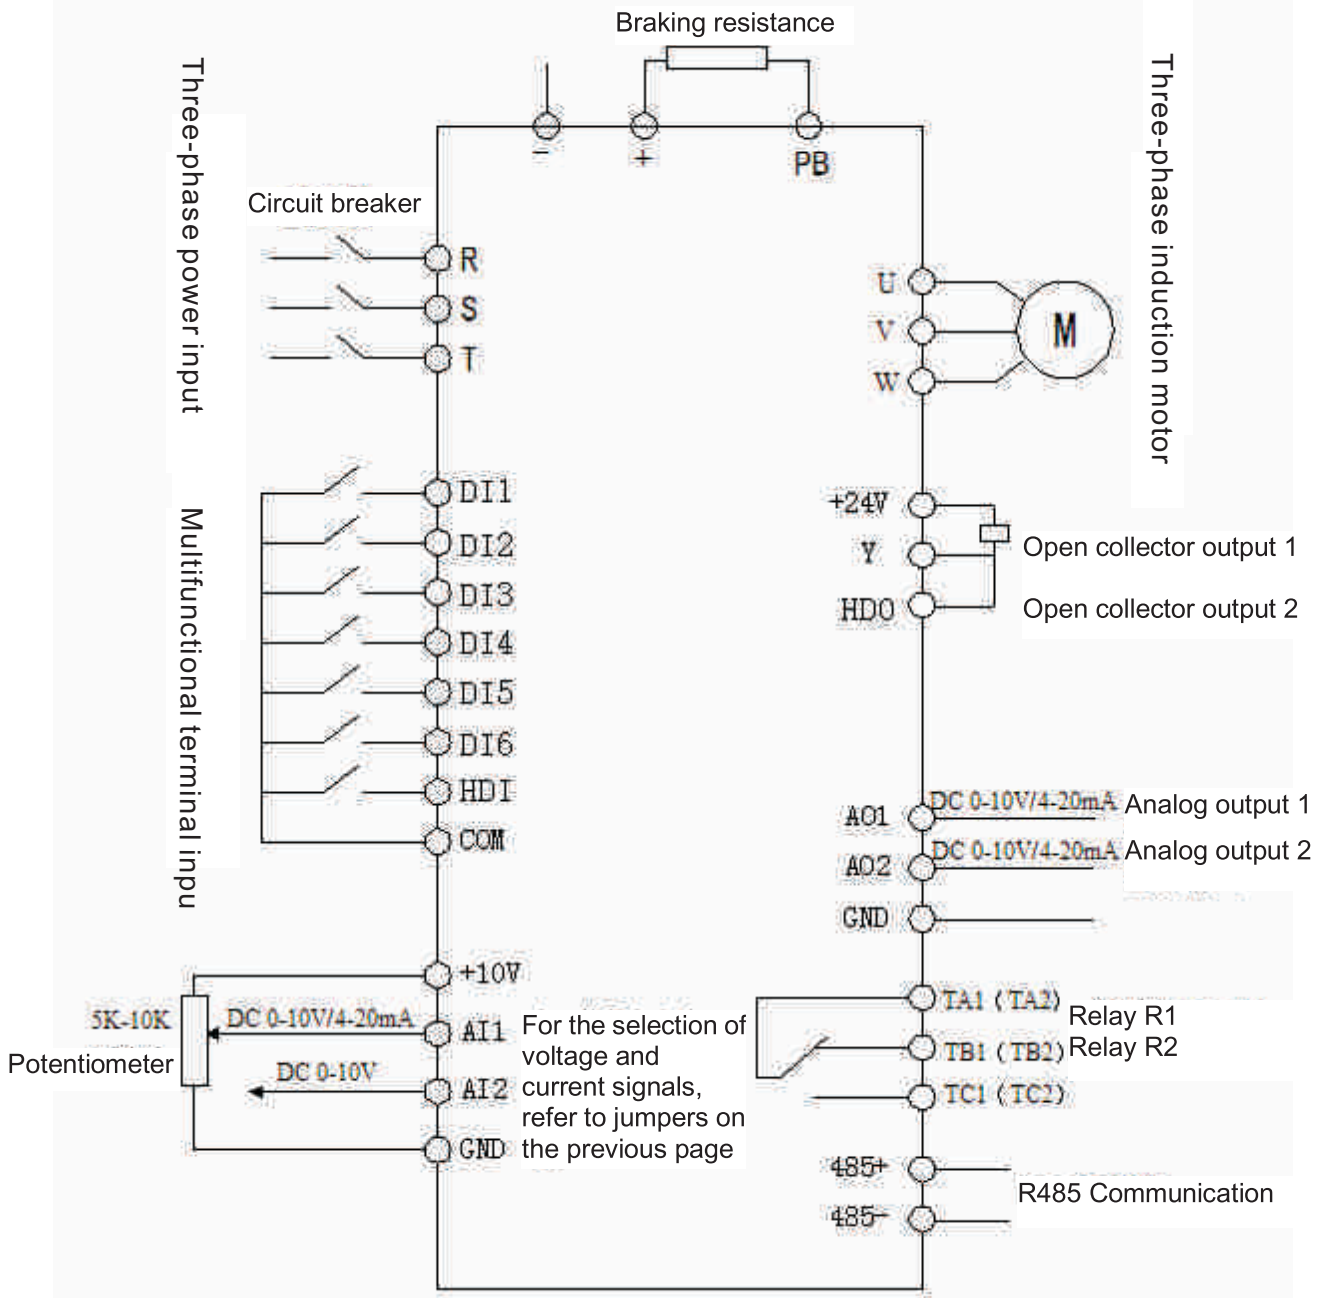 Braking resistance
Three-phase power input
Three-phase induction motor
−
+
PB
Circuit breaker
R
S
T
U
V
W
M
Multifunctional terminal inpu
DI1
DI2
DI3
DI4
DI5
DI6
HDI
COM
+24V
Y
HDO
Open collector output 1
Open collector output 2
AO1
DC 0-10V/4-20mA
Analog output 1
AO2
DC 0-10V/4-20mA
Analog output 2
GND
+10V
5K-10K
Potentiometer
DC 0-10V/4-20mA
AI1
DC 0-10V
AI2
GND
For the selection of
voltage and
current signals,
refer to jumpers on
the previous page
TA1 (TA2)
TB1 (TB2)
TC1 (TC2)
Relay R1
Relay R2
485+
485−
R485 Communication